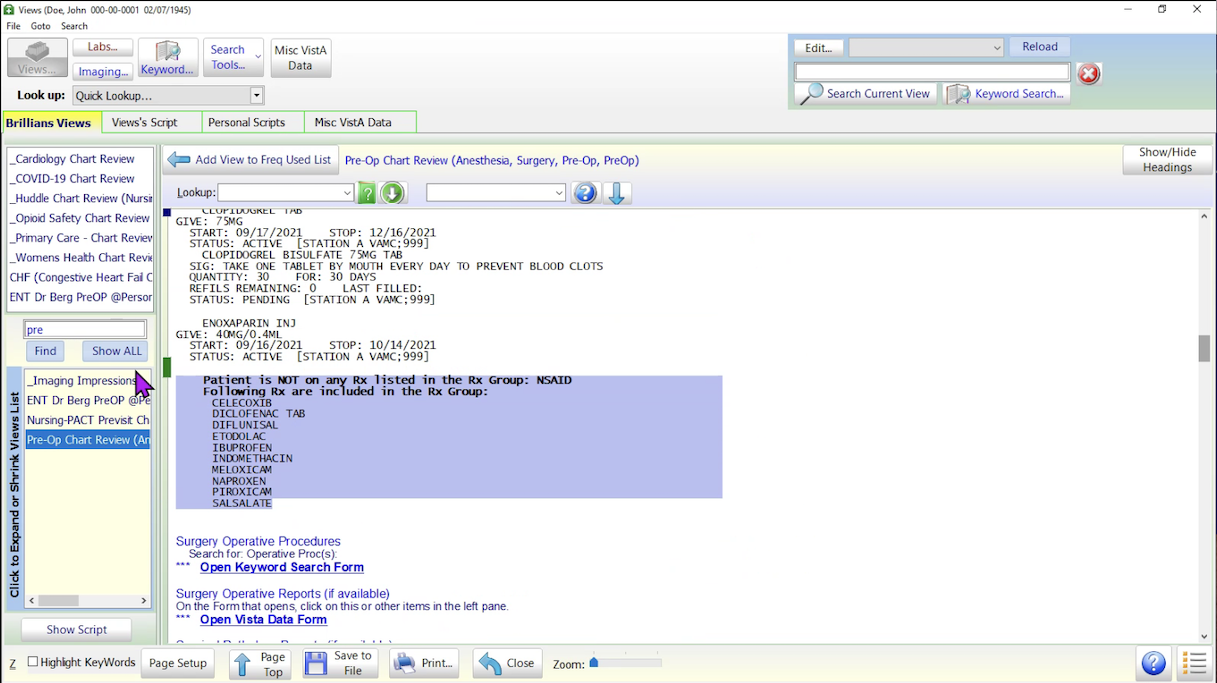 Views (Doe, John 000-00-0001 02/07/1945)
File Goto Search
Views...
Labs...
Imaging...
Keyword...
Search Tools...
Misc VistA Data
Edit...
Reload
Look up: Quick Lookup...
Search Current View
Keyword Search...
Brillians Views
Views's Script
Personal Scripts
Misc VistA Data
_Cardiology Chart Review
_COVID-19 Chart Review
_Huddle Chart Review (Nursi
_Opioid Safety Chart Review
_Primary Care - Chart Review
_Womens Health Chart Revie
CHF (Congestive Heart Fail C
ENT Dr Berg PreOP @Person
pre
Find
Show ALL
Click to Expand or Shrink Views List
_Imaging Impressions
ENT Dr Berg PreOP @Pe
Nursing-PACT Previsit Ch
Pre-Op Chart Review (An
Show Script
Add View to Freq Used List
Pre-Op Chart Review (Anesthesia, Surgery, Pre-Op, PreOp)
Show/Hide Headings
Lookup:
CLOPIDOGREL TAB
GIVE: 75MG
START: 09/17/2021 STOP: 12/16/2021
STATUS: ACTIVE [STATION A VAMC;999]
CLOPIDOGREL BISULFATE 75MG TAB
SIG: TAKE ONE TABLET BY MOUTH EVERY DAY TO PREVENT BLOOD CLOTS
QUANTITY: 30 FOR: 30 DAYS
REFILS REMAINING: 0 LAST FILLED:
STATUS: PENDING [STATION A VAMC;999]
ENOXAPARIN INJ
GIVE: 40MG/0.4ML
START: 09/16/2021 STOP: 10/14/2021
STATUS: ACTIVE [STATION A VAMC;999]
Patient is NOT on any Rx listed in the Rx Group: NSAID
Following Rx are included in the Rx Group:
CELECOXIB
DICLOFENAC TAB
DIFLUNISAL
ETODOLAC
IBUPROFEN
INDOMETHACIN
MELOXICAM
NAPROXEN
PIROXICAM
SALSALATE
Surgery Operative Procedures
Search for: Operative Proc(s):
*** Open Keyword Search Form
Surgery Operative Reports (if available)
On the Form that opens, click on this or other items in the left pane.
*** Open Vista Data Form
Z
Highlight KeyWords
Page Setup
Page Top
Save to File
Print...
Close
Zoom: